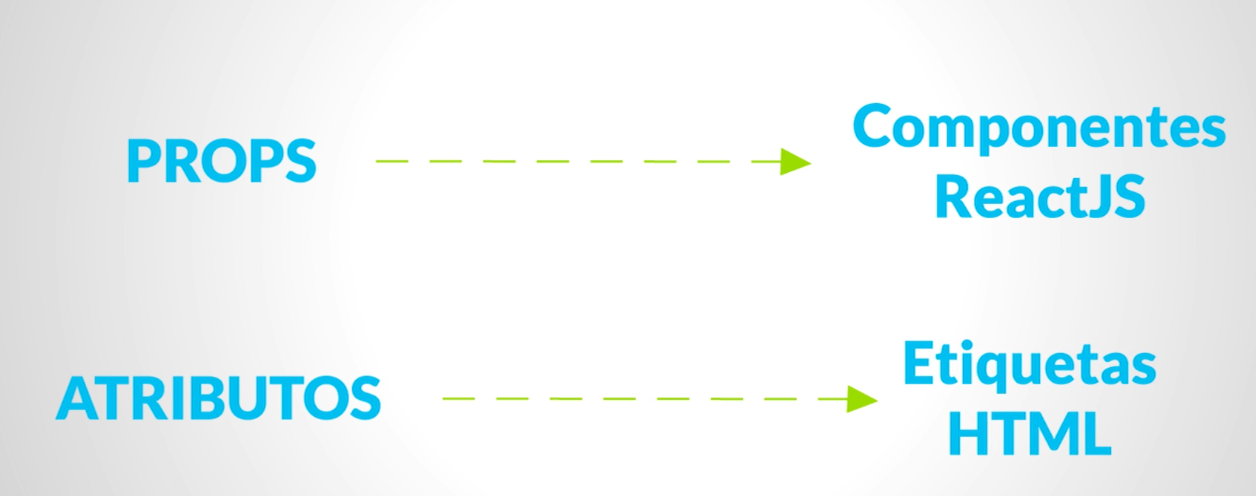 PROPS
Componentes
ReactJS
ATRIBUTOS
Etiquetas
HTML